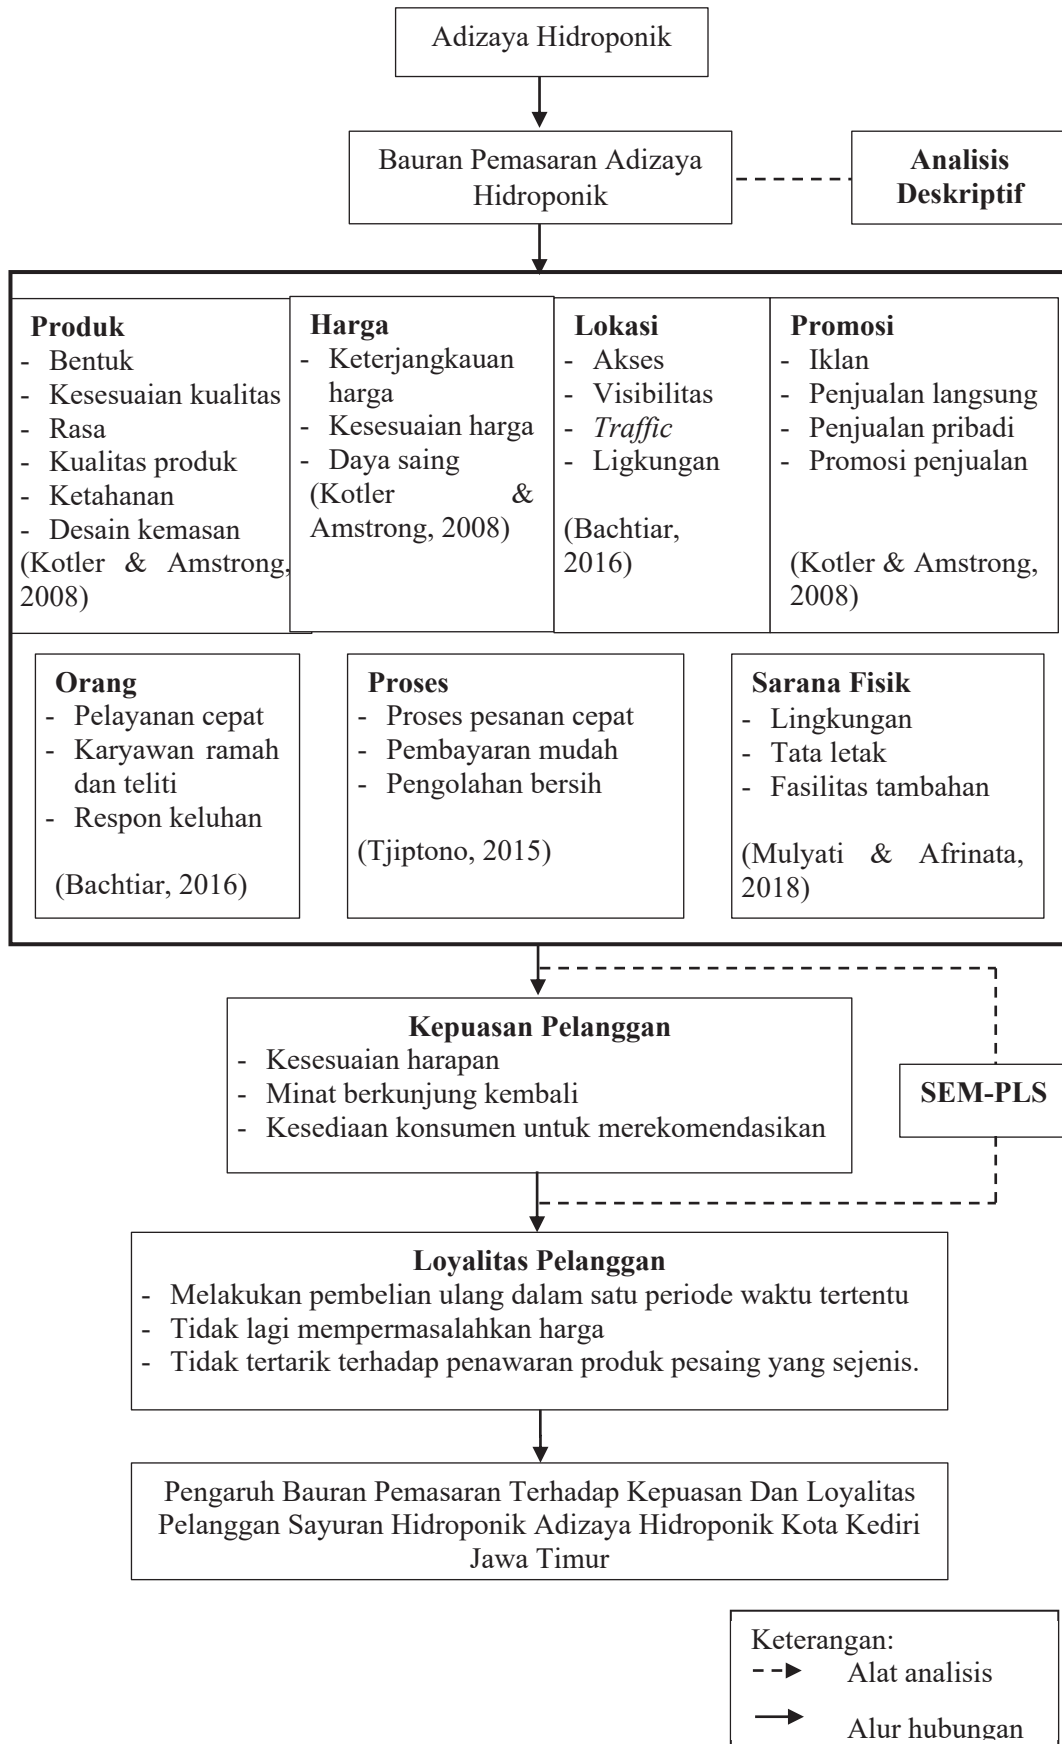 Adizaya Hidroponik
Bauran Pemasaran Adizaya
Hidroponik
Analisis
Deskriptif
Produk
- Bentuk
- Kesesuaian kualitas
- Rasa
- Kualitas produk
- Ketahanan
- Desain kemasan
(Kotler & Amstrong,
2008)
Harga
- Keterjangkauan
harga
- Kesesuaian harga
- Daya saing
(Kotler &
Amstrong, 2008)
Lokasi
- Akses
- Visibilitas
- Traffic
- Ligkungan
(Bachtiar,
2016)
Promosi
- Iklan
- Penjualan langsung
- Penjualan pribadi
- Promosi penjualan
(Kotler & Amstrong,
2008)
Orang
- Pelayanan cepat
- Karyawan ramah
dan teliti
- Respon keluhan
(Bachtiar, 2016)
Proses
- Proses pesanan cepat
- Pembayaran mudah
- Pengolahan bersih
(Tjiptono, 2015)
Sarana Fisik
- Lingkungan
- Tata letak
- Fasilitas tambahan
(Mulyati & Afrinata,
2018)
Kepuasan Pelanggan
- Kesesuaian harapan
- Minat berkunjung kembali
- Kesediaan konsumen untuk merekomendasikan
SEM-PLS
Loyalitas Pelanggan
- Melakukan pembelian ulang dalam satu periode waktu tertentu
- Tidak lagi mempermasalahkan harga
- Tidak tertarik terhadap penawaran produk pesaing yang sejenis.
Pengaruh Bauran Pemasaran Terhadap Kepuasan Dan Loyalitas
Pelanggan Sayuran Hidroponik Adizaya Hidroponik Kota Kediri
Jawa Timur
Keterangan:
Alat analisis
Alur hubungan